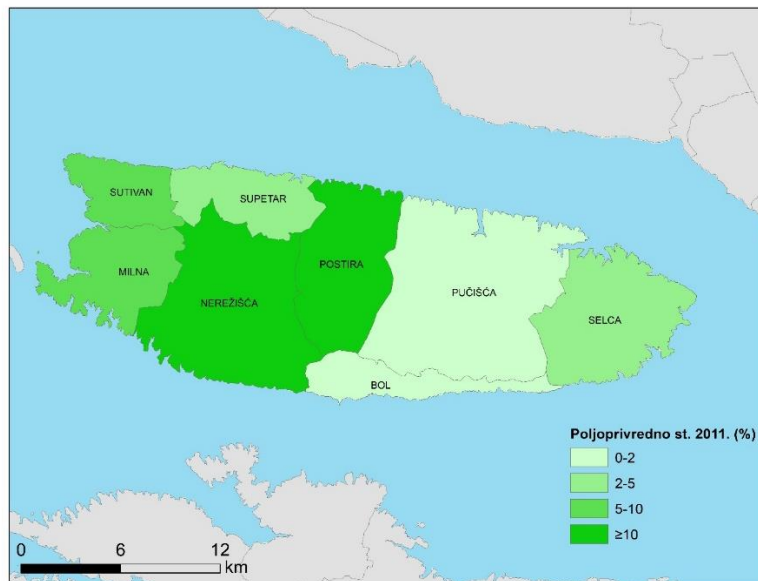 SUTIVAN
SUPETAR
MILNA
NEREŽIŠĆA
POSTIRA
PUČIŠĆA
SELCA
BOL
Poljoprivredno st. 2011. (%)
0-2
2-5
5-10
≥10
0 6 12
km